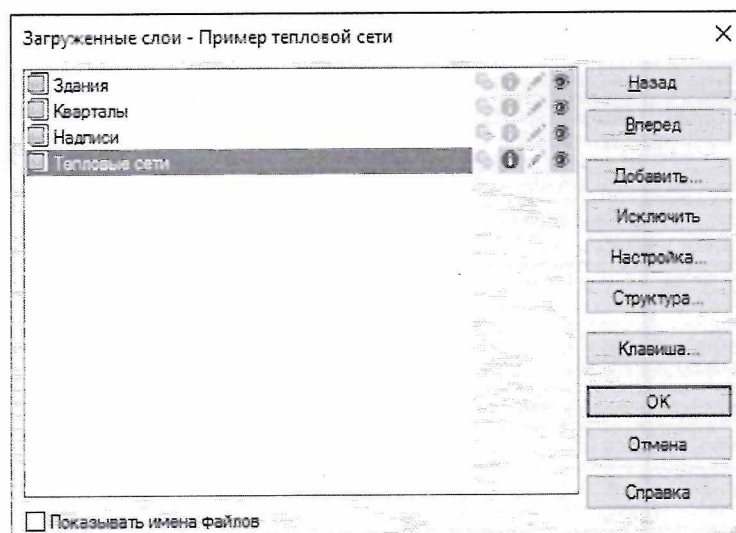 Загруженные слои - Пример тепловой сети
Здания
Кварталы
Надписи
Тепловые сети
Назад
Вперед
Добавить...
Исключить
Настройка...
Структура...
Клавиша...
OK
Отмена
Справка
Показывать имена файлов